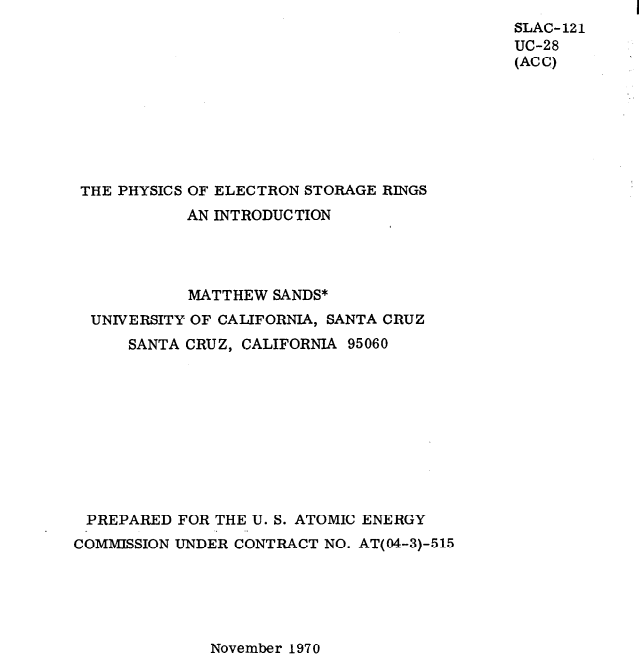 SLAC-121
UC-28
(ACC)
THE PHYSICS OF ELECTRON STORAGE RINGS
AN INTRODUCTION
MATTHEW SANDS*
UNIVERSITY OF CALIFORNIA, SANTA CRUZ
SANTA CRUZ, CALIFORNIA 95060
PREPARED FOR THE U. S. ATOMIC ENERGY
COMMISSION UNDER CONTRACT NO. AT(04-3)-515
November 1970